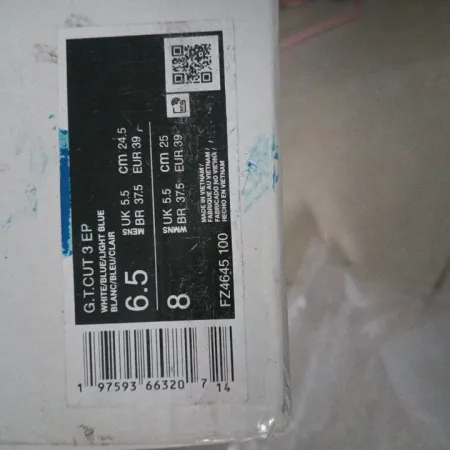 G.T.CUT 3 EP
WHITE/BLUE/LIGHT BLUE
BLANC/BLEU/CLAIR
6.5
MENS UK 5.5 cm 24.5
BR 37.5 EUR 39
8
WMNS UK 5.5 cm 25
BR 37.5 EUR 39
MADE IN VIETNAM /
FABRIQUE AU VIETNAM /
FABRICADO NO VIETNA /
HECHO EN VIETNAM
FZ4645 100
1 97593 66320 7 14